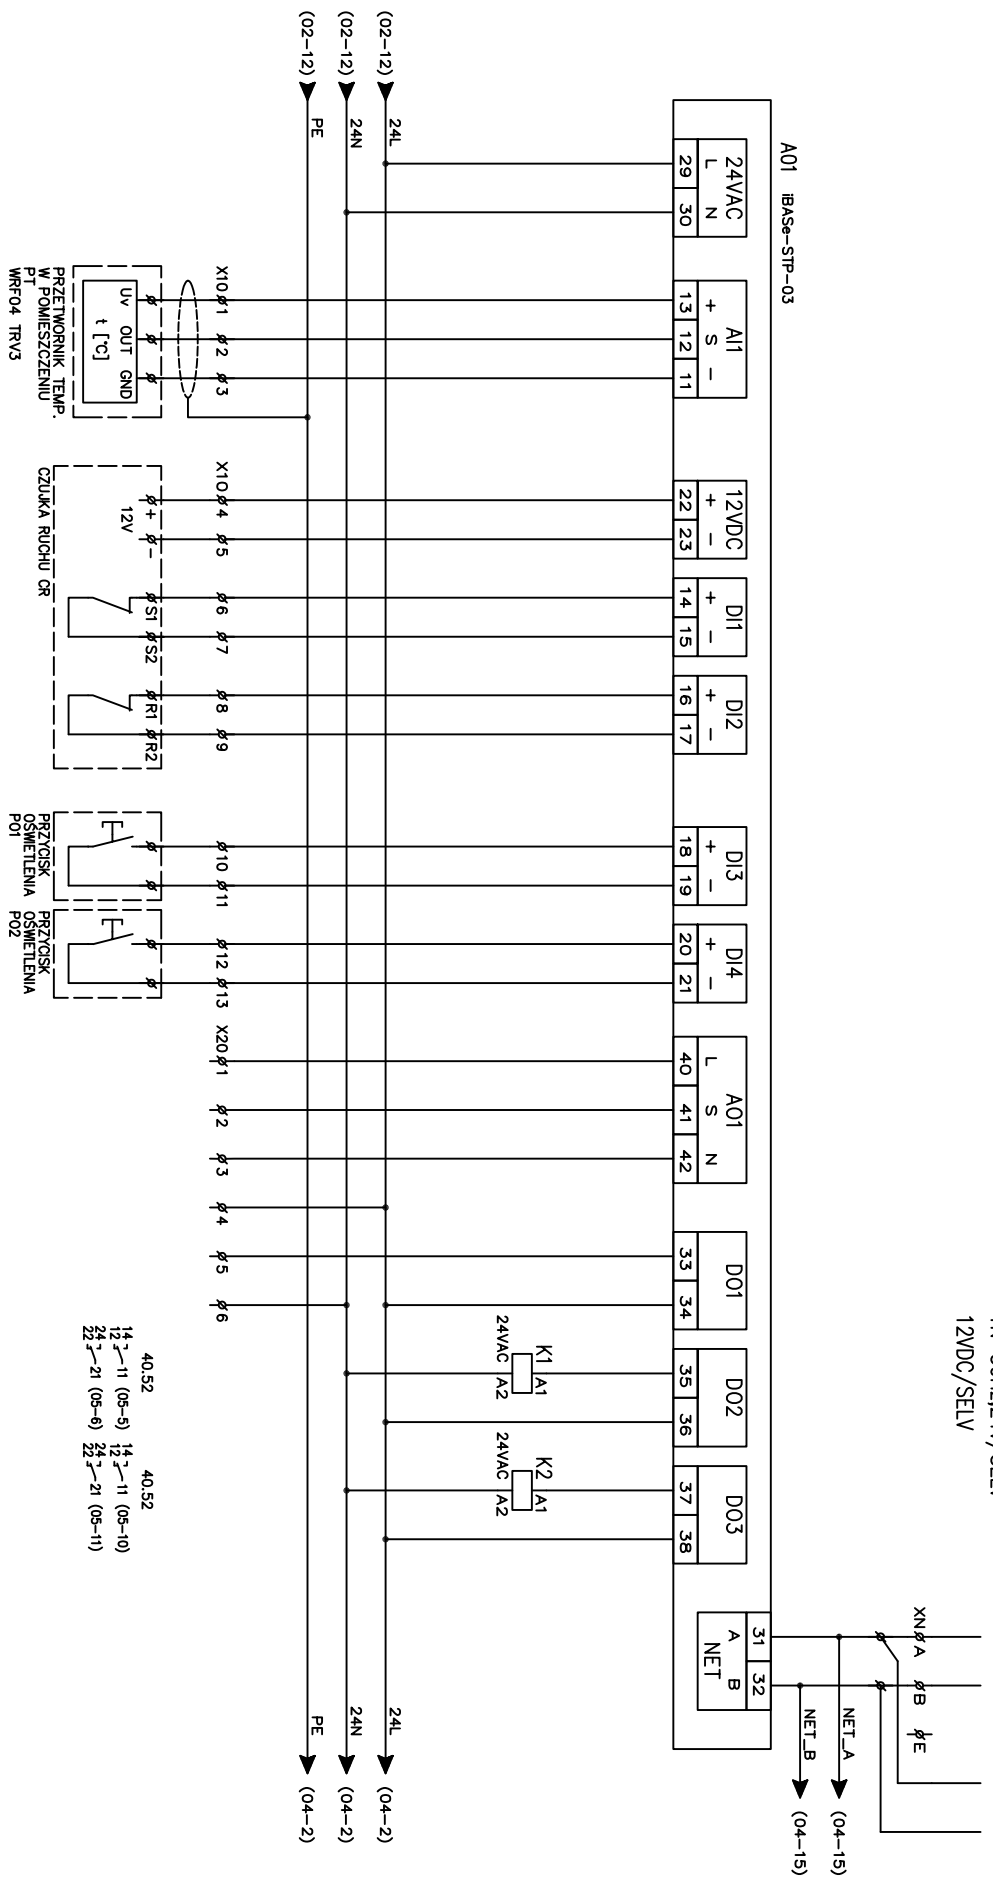 12VDC/SELV
A01 iBASe-STP-03
24VAC
L N
29 30
AI1
+ S -
13 12 11
12VDC
+ -
22 23
DI1
+ -
14 15
DI2
+ -
16 17
DI3
+ -
18 19
DI4
+ -
20 21
AO1
L S N
40 41 42
DO1
33 34
DO2
35 36
DO3
37 38
31 32
A B
NET
XN A B E
NET_A (04-15)
NET_B (04-15)
(02-12) 24L 24L (04-2)
(02-12) 24N 24N (04-2)
(02-12) PE PE (04-2)
K1
A1
24VAC A2
K2
A1
24VAC A2
X10 1 2 3
X10 4 5 6 7 8 9 10 11 12 13
X20 1 2 3 4 5 6
Uv OUT GND
t [°C]
PRZETWORNIK TEMP.
W POMIESZCZENIU
PT
WRF04 TRV3
+ - S1 S2 R1 R2
12V
CZUJKA RUCHU CR
PRZYCISK
OŚWIETLENIA
PO1
PRZYCISK
OŚWIETLENIA
PO2
40.52
14
12 11 (05-5)
24
22 21 (05-6)
40.52
14
12 11 (05-10)
24
22 21 (05-11)